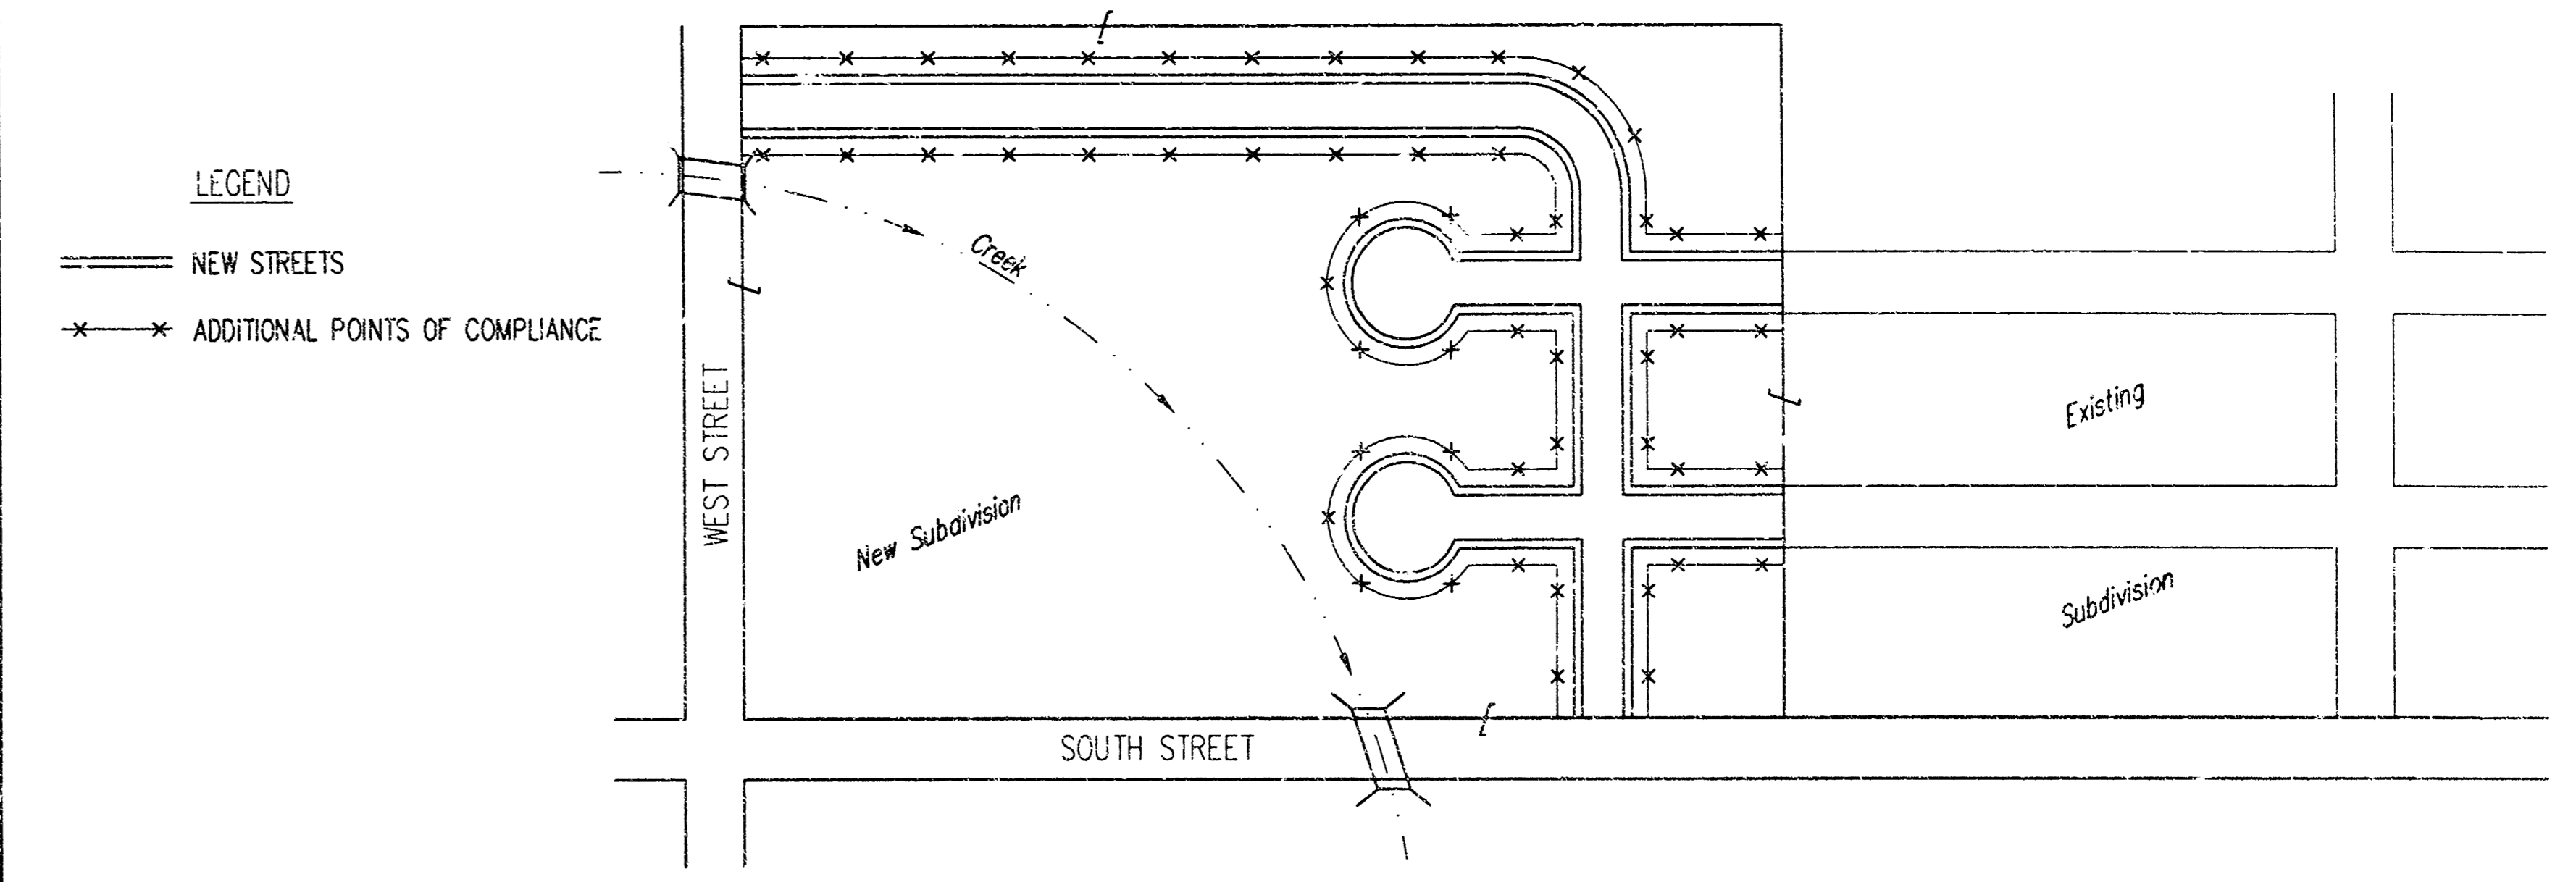 LEGEND
NEW STREETS
ADDITIONAL POINTS OF COMPLIANCE
WEST STREET
Creek
New Subdivision
Existing
Subdivision
SOUTH STREET